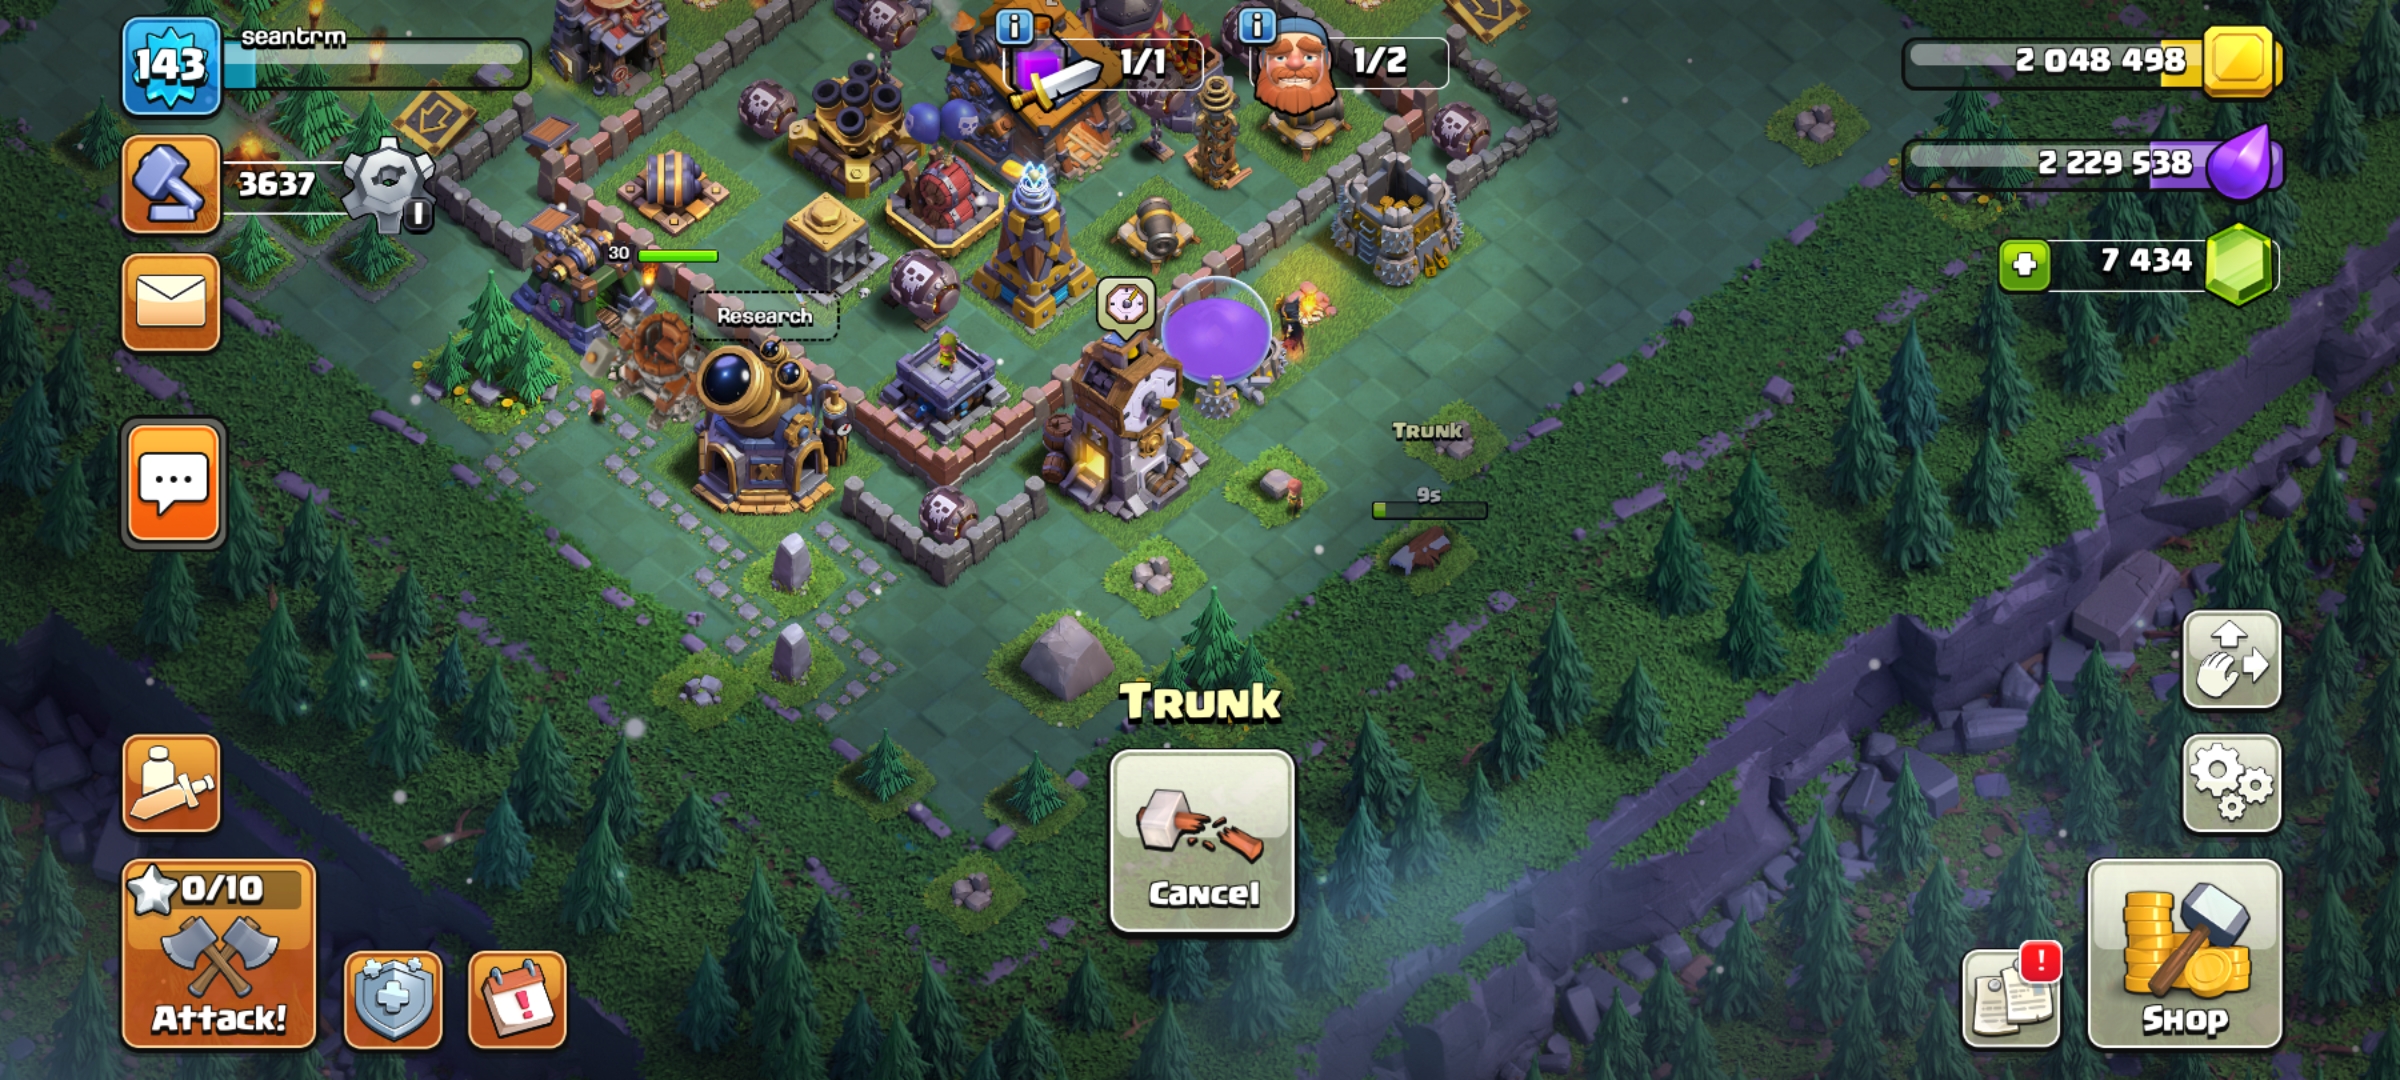 143
seantrm
1/1
1/2
2 048 498
3637
I
2 229 538
30
7 434
Research
Trunk
9s
Trunk
Cancel
0/10
Attack!
Shop